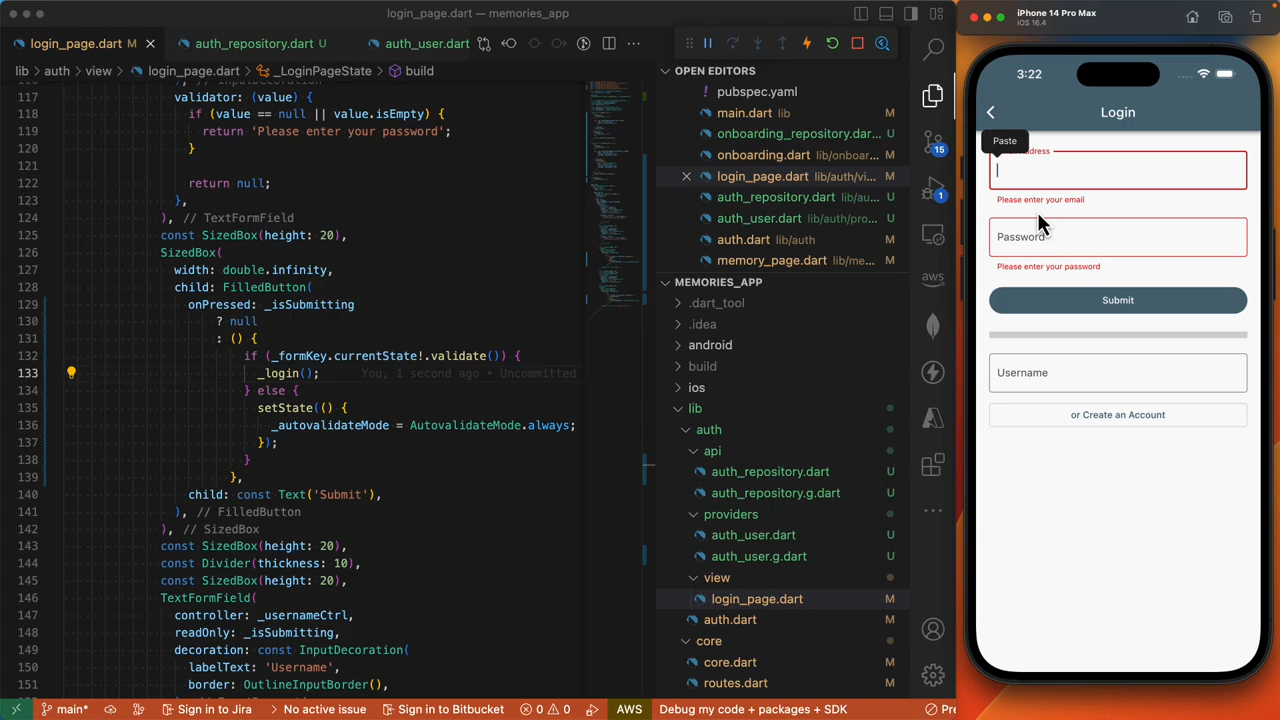 login_page.dart — memories_app
login_page.dart M
auth_repository.dart U
auth_user.dart
lib > auth > view > login_page.dart > _LoginPageState > build
117 validator: (value) {
118 if (value == null || value.isEmpty) {
119 return 'Please enter your password';
120 }
121
122 return null;
123 },
124 ), // TextFormField
125 const SizedBox(height: 20),
126 SizedBox(
127 width: double.infinity,
128 child: FilledButton(
129 onPressed: _isSubmitting
130 ? null
131 : () {
132 if (_formKey.currentState!.validate()) {
133 _login(); You, 1 second ago • Uncommitted
134 } else {
135 setState(() {
136 _autovalidateMode = AutovalidateMode.always;
137 });
138 }
139 },
140 child: const Text('Submit'),
141 ), // FilledButton
142 ), // SizedBox
143 const SizedBox(height: 20),
144 const Divider(thickness: 10),
145 const SizedBox(height: 20),
146 TextFormField(
147 controller: _usernameCtrl,
148 readOnly: _isSubmitting,
149 decoration: const InputDecoration(
150 labelText: 'Username',
151 border: OutlineInputBorder(),
OPEN EDITORS
pubspec.yaml
main.dart lib
onboarding_repository.dar... U
onboarding.dart lib/onboar...
login_page.dart lib/auth/vi...
auth_repository.dart lib/au... U
auth_user.dart lib/auth/pro... U
auth.dart lib/auth
memory_page.dart lib/me...
MEMORIES_APP
.dart_tool
.idea
android
build
ios
lib
auth
api
auth_repository.dart U
auth_repository.g.dart U
providers
auth_user.dart U
auth_user.g.dart U
view
login_page.dart M
auth.dart M
core
core.dart M
routes.dart M
15
1
aws
main*
Sign in to Jira
No active issue
Sign in to Bitbucket
0 0
AWS
Debug my code + packages + SDK
Pre
iPhone 14 Pro Max
iOS 16.4
3:22
Login
Paste
Please enter your email
Password
Please enter your password
Submit
Username
or Create an Account